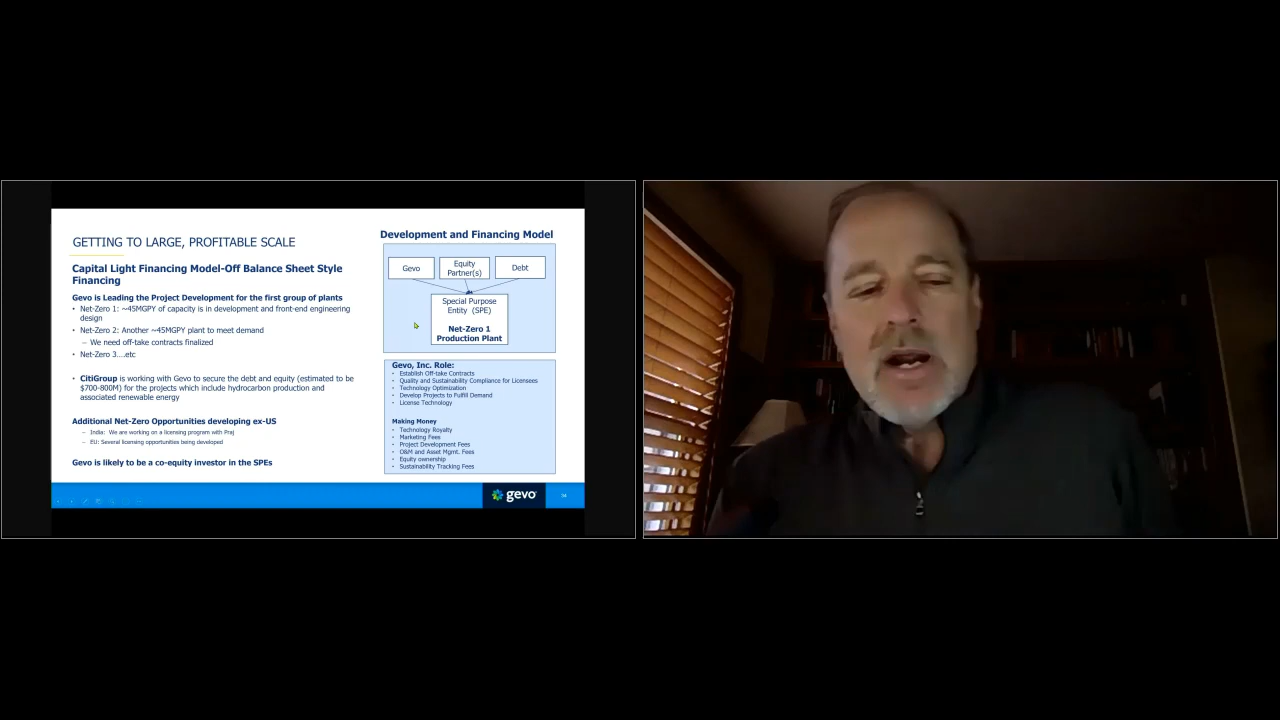 GETTING TO LARGE, PROFITABLE SCALE
Capital Light Financing Model-Off Balance Sheet Style
Financing
Gevo is Leading the Project Development for the first group of plants
• Net-Zero 1: ~45MGPY of capacity is in development and front-end engineering
design
• Net-Zero 2: Another ~45MGPY plant to meet demand
– We need off-take contracts finalized
• Net-Zero 3....etc
• CitiGroup is working with Gevo to secure the debt and equity (estimated to be
$700-800M) for the projects which include hydrocarbon production and
associated renewable energy
Additional Net-Zero Opportunities developing ex-US
– India: We are working on a licensing program with Praj
– EU: Several licensing opportunities being developed
Gevo is likely to be a co-equity investor in the SPEs
Development and Financing Model
Gevo
Equity
Partner(s)
Debt
Special Purpose
Entity (SPE)
Net-Zero 1
Production Plant
Gevo, Inc. Role:
• Establish Off-take Contracts
• Quality and Sustainability Compliance for Licensees
• Technology Optimization
• Develop Projects to Fulfill Demand
• License Technology
Making Money
• Technology Royalty
• Marketing Fees
• Project Development Fees
• O&M and Asset Mgmt. Fees
• Equity ownership
• Sustainability Tracking Fees
gevo